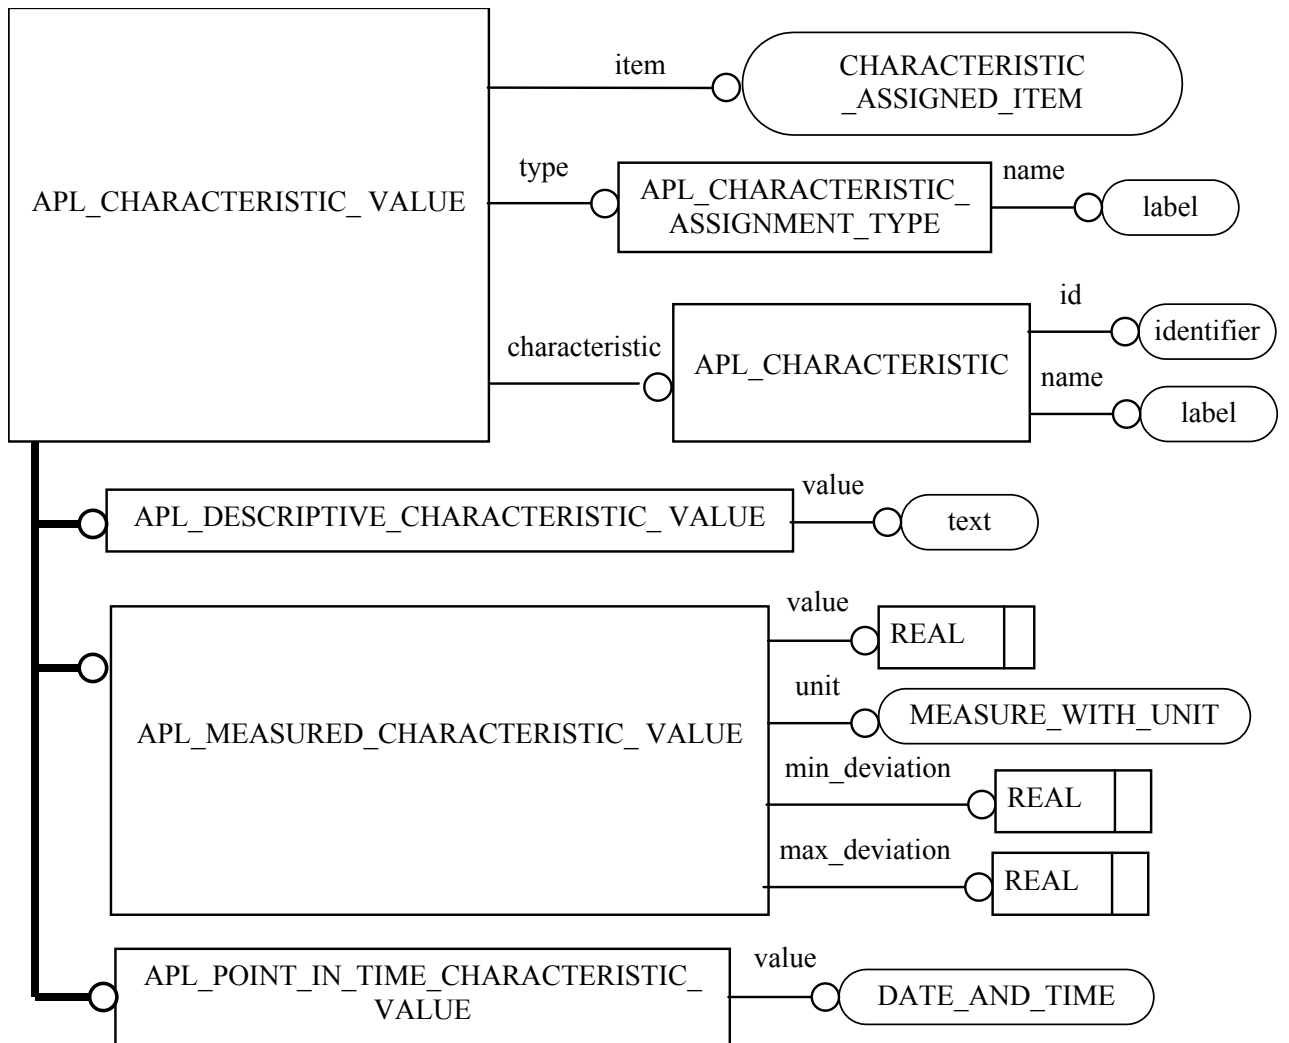 item
CHARACTERISTIC
_ASSIGNED_ITEM
APL_CHARACTERISTIC_ VALUE
type
APL_CHARACTERISTIC_
ASSIGNMENT_TYPE
name
label
characteristic
APL_CHARACTERISTIC
id
identifier
name
label
APL_DESCRIPTIVE_CHARACTERISTIC_ VALUE
value
text
APL_MEASURED_CHARACTERISTIC_ VALUE
value
REAL
unit
MEASURE_WITH_UNIT
min_deviation
REAL
max_deviation
REAL
APL_POINT_IN_TIME_CHARACTERISTIC_
VALUE
value
DATE_AND_TIME